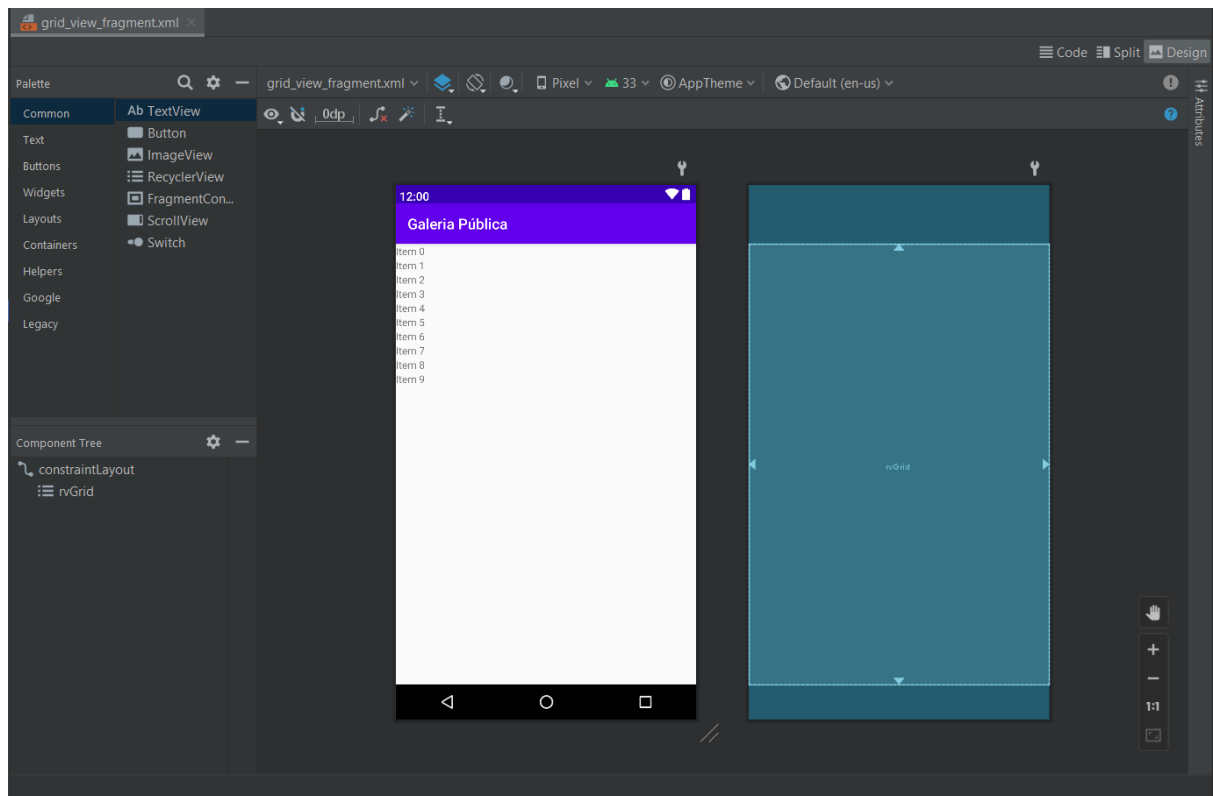 grid_view_fragment.xml
Code Split Design
Palette
grid_view_fragment.xml Pixel 33 AppTheme Default (en-us)
Attributes
Common
Text
Buttons
Widgets
Layouts
Containers
Helpers
Google
Legacy
Ab TextView
Button
ImageView
RecyclerView
FragmentCon...
ScrollView
Switch
0dp
12:00
Galeria Pública
Item 0
Item 1
Item 2
Item 3
Item 4
Item 5
Item 6
Item 7
Item 8
Item 9
rvGrid
Component Tree
constraintLayout
rvGrid
1:1